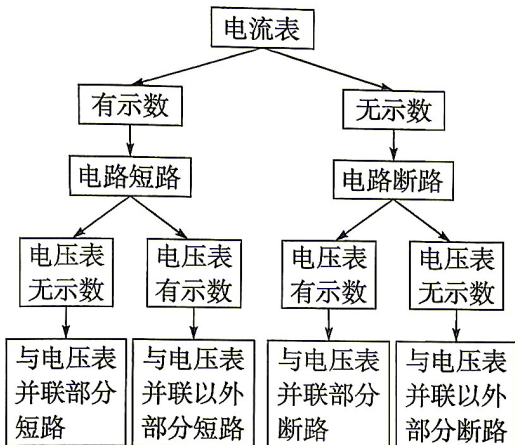 电流表
有示数
无示数
电路短路
电路断路
电压表
无示数
电压表
有示数
电压表
有示数
电压表
无示数
与电压表
并联部分
短路
与电压表
并联以外
部分短路
与电压表
并联部分
断路
与电压表
并联以外
部分断路